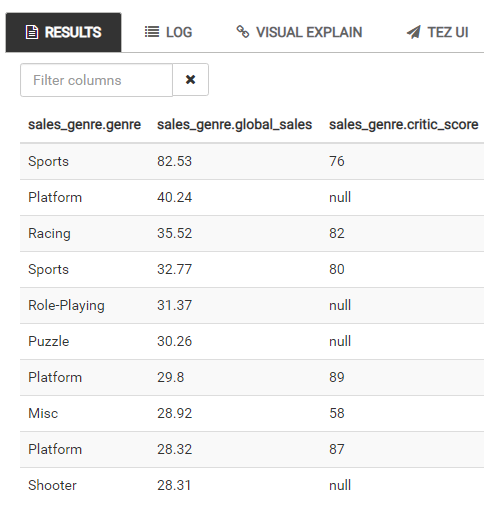 RESULTS LOG VISUAL EXPLAIN TEZ UI
Filter columns
sales_genre.genre sales_genre.global_sales sales_genre.critic_score
Sports 82.53 76
Platform 40.24 null
Racing 35.52 82
Sports 32.77 80
Role-Playing 31.37 null
Puzzle 30.26 null
Platform 29.8 89
Misc 28.92 58
Platform 28.32 87
Shooter 28.31 null